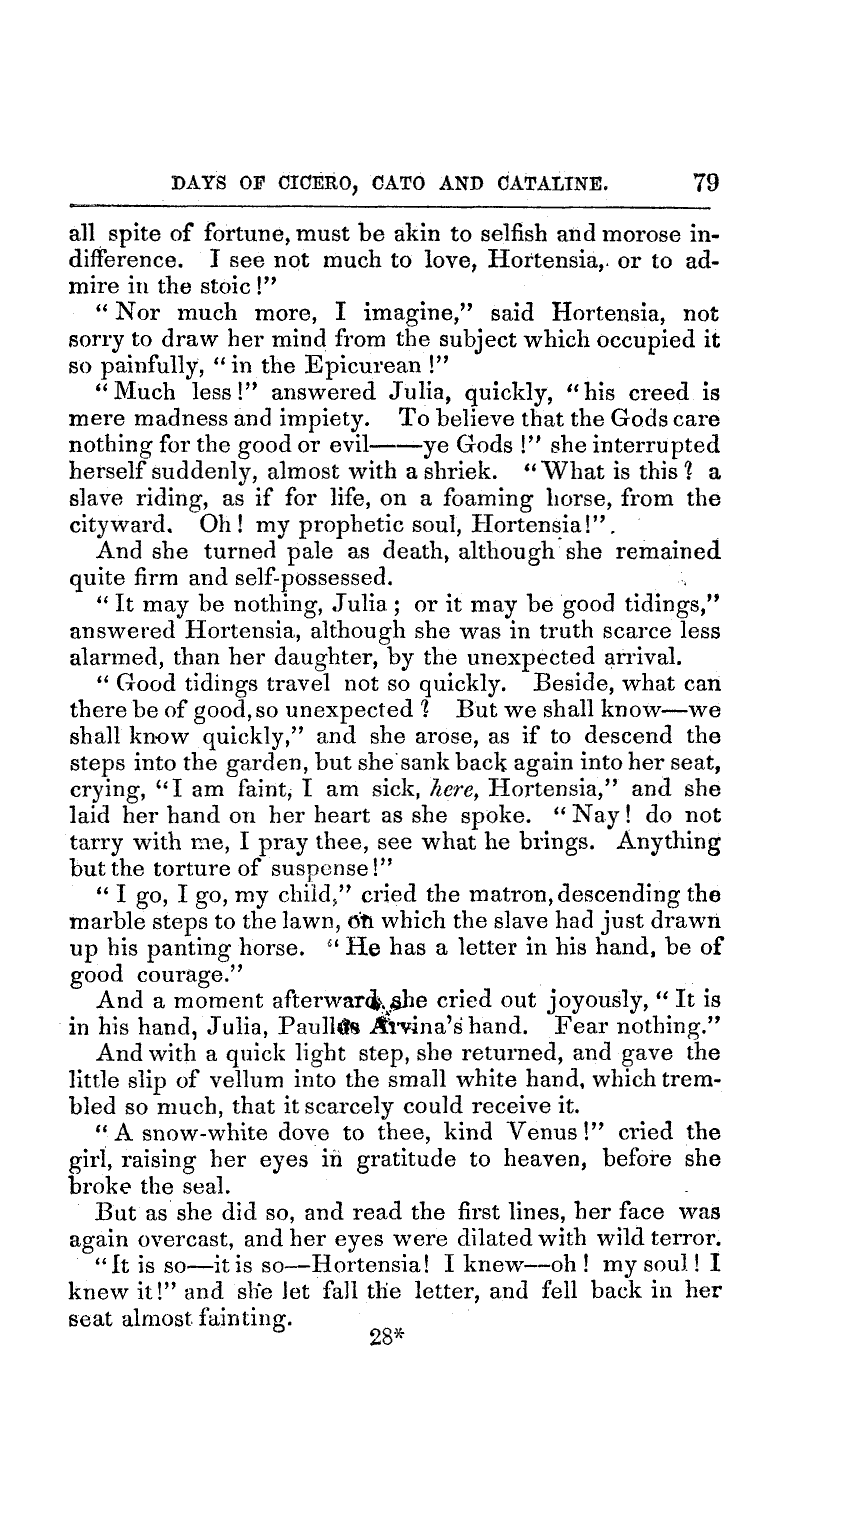 DAYS OF CICERO, CATO AND CATALINE. 79
all spite of fortune, must be akin to selfish and morose in-
difference. I see not much to love, Hortensia, or to ad-
mire in the stoic!”
“Nor much more, I imagine,” said Hortensia, not
sorry to draw her mind from the subject which occupied it
so painfully, “in the Epicurean!”
“Much less!” answered Julia, quickly, “his creed is
mere madness and impiety. To believe that the Gods care
nothing for the good or evil——ye Gods!” she interrupted
herself suddenly, almost with a shriek. “What is this? a
slave riding, as if for life, on a foaming horse, from the
cityward. Oh! my prophetic soul, Hortensia!”.
And she turned pale as death, although she remained
quite firm and self-possessed.
“It may be nothing, Julia; or it may be good tidings,”
answered Hortensia, although she was in truth scarce less
alarmed, than her daughter, by the unexpected arrival.
“Good tidings travel not so quickly. Beside, what can
there be of good, so unexpected? But we shall know—we
shall know quickly,” and she arose, as if to descend the
steps into the garden, but she sank back again into her seat,
crying, “I am faint, I am sick, here, Hortensia,” and she
laid her hand on her heart as she spoke. “Nay! do not
tarry with me, I pray thee, see what he brings. Anything
but the torture of suspense!”
“I go, I go, my child,” cried the matron, descending the
marble steps to the lawn, on which the slave had just drawn
up his panting horse. “He has a letter in his hand, be of
good courage.”
And a moment afterward, she cried out joyously, “It is
in his hand, Julia, Paullus Arvina’s hand. Fear nothing.”
And with a quick light step, she returned, and gave the
little slip of vellum into the small white hand, which trem-
bled so much, that it scarcely could receive it.
“A snow-white dove to thee, kind Venus!” cried the
girl, raising her eyes in gratitude to heaven, before she
broke the seal.
But as she did so, and read the first lines, her face was
again overcast, and her eyes were dilated with wild terror.
“It is so—it is so—Hortensia! I knew—oh! my soul! I
knew it!” and she let fall the letter, and fell back in her
seat almost fainting.
28*